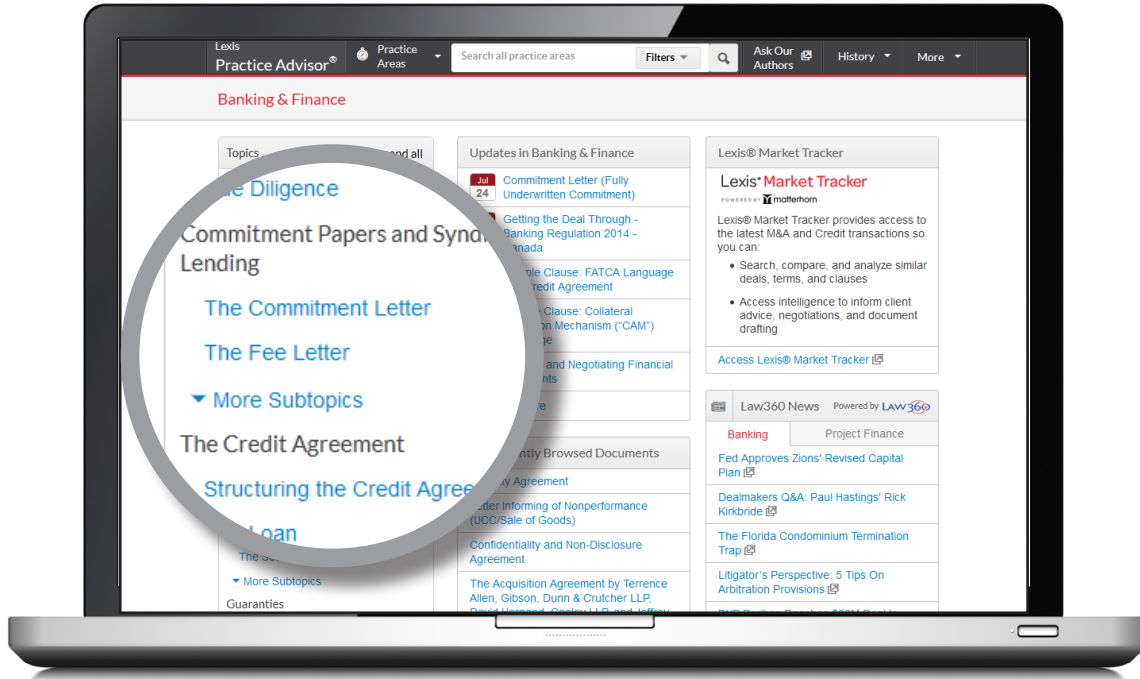 Lexis
Practice Advisor®
Practice
Areas
Search all practice areas
Filters
Ask Our
Authors
History
More
Banking & Finance
Topics
all
Diligence
Commitment Papers and
Lending
The Commitment Letter
The Fee Letter
More Subtopics
The Credit Agreement
Structuring the Credit
Loan
The
More Subtopics
Guaranties
Updates in Banking & Finance
Jul
24
Commitment Letter (Fully
Underwritten Commitment)
Getting the Deal Through -
Banking Regulation 2014 -
Clause: FATCA Language
Clause: Collateral
Mechanism ("CAM")
and Negotiating Financial
Browsed Documents
Agreement
Informing of Nonperformance
(UCC/Sale of Goods)
Confidentiality and Non-Disclosure
Agreement
The Acquisition Agreement by Terrence
Allen, Gibson, Dunn & Crutcher LLP,
Lexis® Market Tracker
Lexis® Market Tracker
POWERED BY matterhorn
Lexis® Market Tracker provides access to
the latest M&A and Credit transactions so
you can:
• Search, compare, and analyze similar
deals, terms, and clauses
• Access intelligence to inform client
advice, negotiations, and document
drafting
Access Lexis® Market Tracker
Law360 News Powered by LAW360
Banking
Project Finance
Fed Approves Zions' Revised Capital
Plan
Dealmakers Q&A: Paul Hastings' Rick
Kirkbride
The Florida Condominium Termination
Trap
Litigator's Perspective: 5 Tips On
Arbitration Provisions